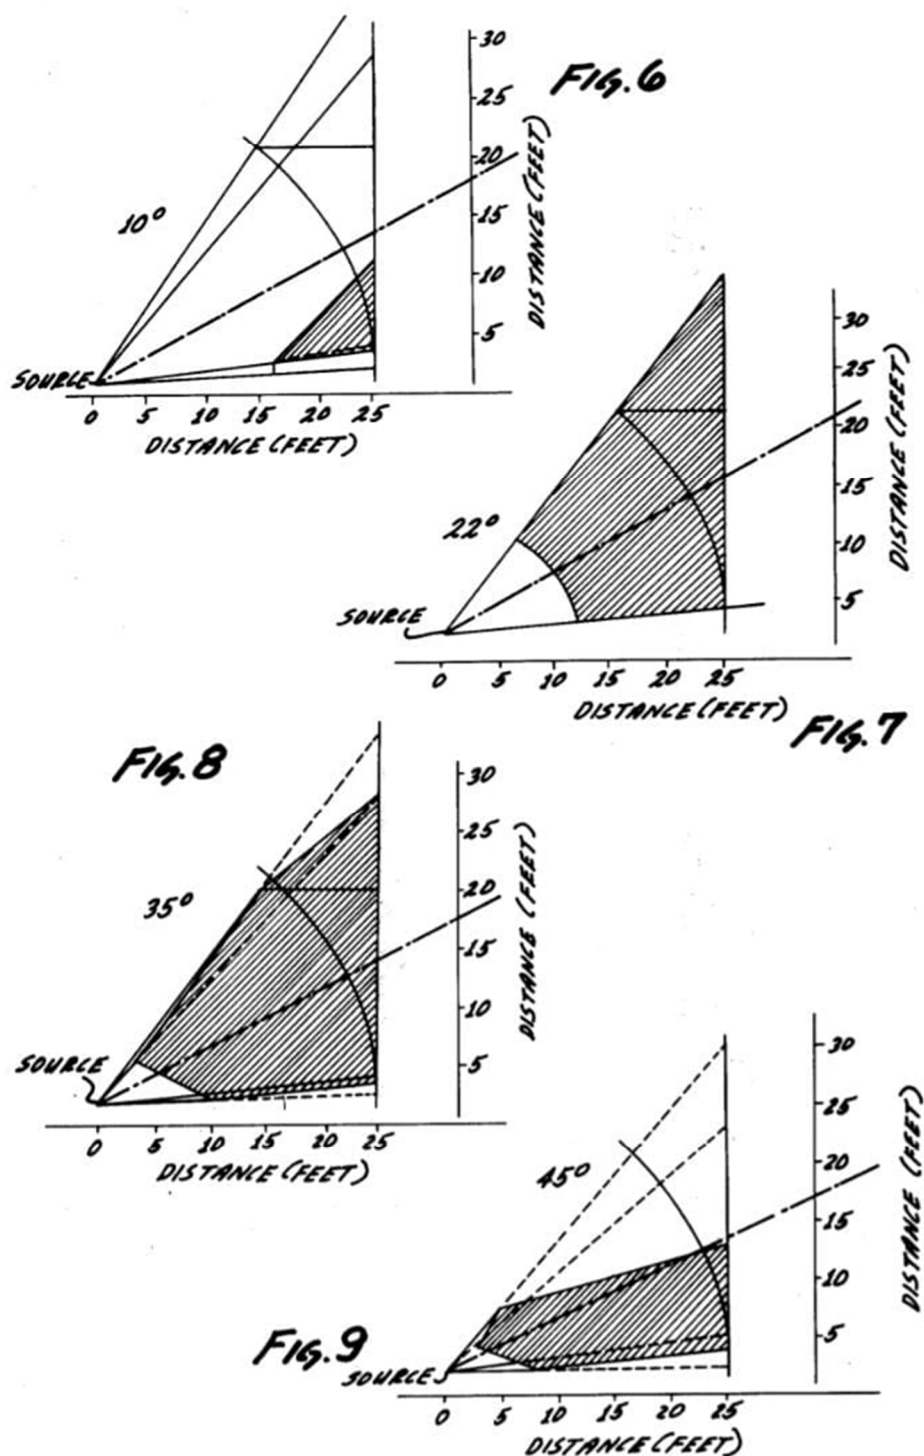 FIG. 6
30
25
20
15
10
5
DISTANCE (FEET)
10°
SOURCE
0 5 10 15 20 25
DISTANCE (FEET)
30
25
20
15
10
5
DISTANCE (FEET)
22°
SOURCE
0 5 10 15 20 25
DISTANCE (FEET)
FIG. 7
FIG. 8
30
25
20
15
10
5
DISTANCE (FEET)
35°
SOURCE
0 5 10 15 20 25
DISTANCE (FEET)
30
25
20
15
10
5
DISTANCE (FEET)
45°
FIG. 9
SOURCE
0 5 10 15 20 25
DISTANCE (FEET)